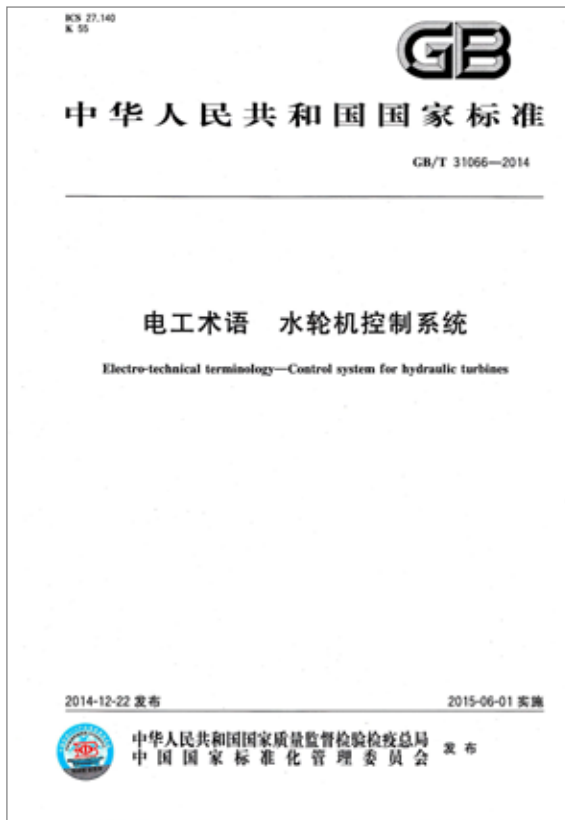 ICS 27.140
K 55
GB
中华人民共和国国家标准
GB/T 31066—2014
电工术语 水轮机控制系统
Electro-technical terminology—Control system for hydraulic turbines
2014-12-22 发布
2015-06-01 实施
中华人民共和国国家质量监督检验检疫总局
中国国家标准化管理委员会
发布